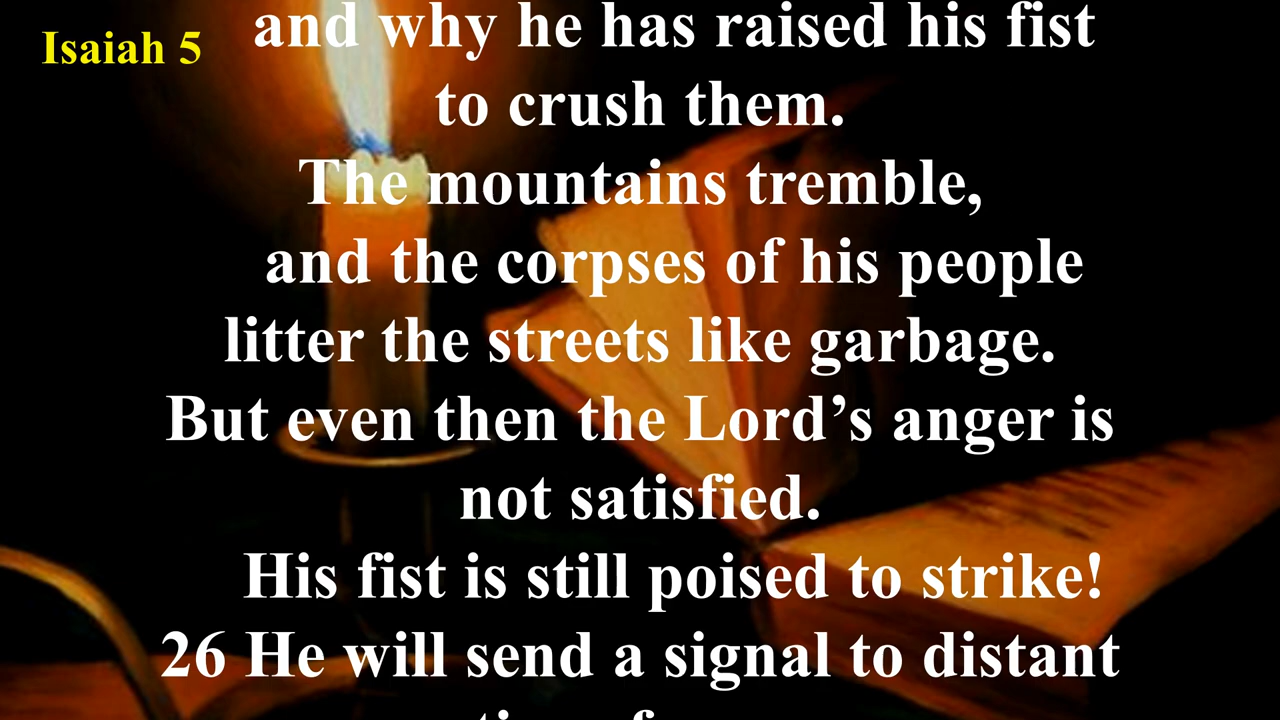 Isaiah 5
and why he has raised his fist
to crush them.
The mountains tremble,
and the corpses of his people
litter the streets like garbage.
But even then the Lord’s anger is
not satisfied.
His fist is still poised to strike!
26 He will send a signal to distant